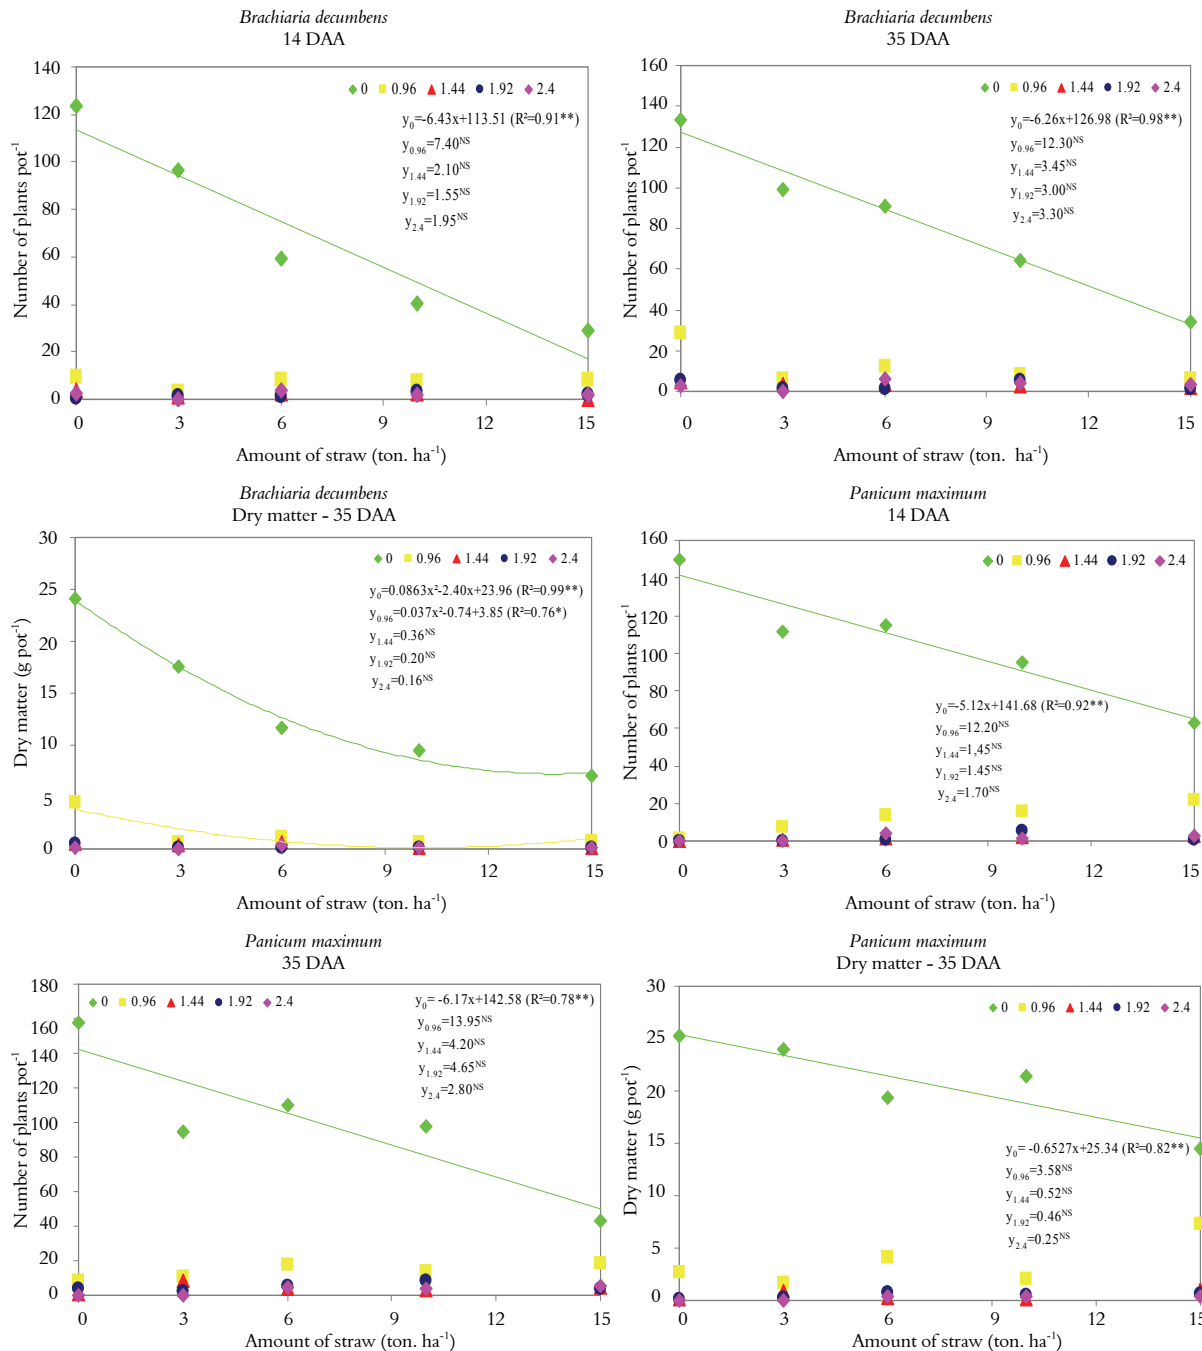 Brachiaria decumbens
14 DAA
140
120
100
80
60
40
20
0
Number of plants pot⁻¹
0 0.96 1.44 1.92 2.4
y₀=-6.43x+113.51 (R²=0.91**)
y₀.₉₆=7.40ᴺˢ
y₁.₄₄=2.10ᴺˢ
y₁.₉₂=1.55ᴺˢ
y₂.₄=1.95ᴺˢ
0 3 6 9 12 15
Amount of straw (ton. ha⁻¹)
Brachiaria decumbens
35 DAA
160
140
120
100
80
60
40
20
0
Number of plants pot⁻¹
0 0.96 1.44 1.92 2.4
y₀=-6.26x+126.98 (R²=0.98**)
y₀.₉₆=12.30ᴺˢ
y₁.₄₄=3.45ᴺˢ
y₁.₉₂=3.00ᴺˢ
y₂.₄=3.30ᴺˢ
0 3 6 9 12 15
Amount of straw (ton. ha⁻¹)
Brachiaria decumbens
Dry matter - 35 DAA
30
25
20
15
10
5
0
Dry matter (g pot⁻¹)
0 0.96 1.44 1.92 2.4
y₀=0.0863x²-2.40x+23.96 (R²=0.99**)
y₀.₉₆=0.037x²-0.74+3.85 (R²=0.76*)
y₁.₄₄=0.36ᴺˢ
y₁.₉₂=0.20ᴺˢ
y₂.₄=0.16ᴺˢ
0 3 6 9 12 15
Amount of straw (ton. ha⁻¹)
Panicum maximum
14 DAA
160
140
120
100
80
60
40
20
0
Number of plants pot⁻¹
0 0.96 1.44 1.92 2.4
y₀=-5.12x+141.68 (R²=0.92**)
y₀.₉₆=12.20ᴺˢ
y₁.₄₄=1,45ᴺˢ
y₁.₉₂=1.45ᴺˢ
y₂.₄=1.70ᴺˢ
0 3 6 9 12 15
Amount of straw (ton. ha⁻¹)
Panicum maximum
35 DAA
180
160
140
120
100
80
60
40
20
0
Number of plants pot⁻¹
0 0.96 1.44 1.92 2.4
y₀= -6.17x+142.58 (R²=0.78**)
y₀.₉₆=13.95ᴺˢ
y₁.₄₄=4.20ᴺˢ
y₁.₉₂=4.65ᴺˢ
y₂.₄=2.80ᴺˢ
0 3 6 9 12 15
Amount of straw (ton. ha⁻¹)
Panicum maximum
Dry matter - 35 DAA
30
25
20
15
10
5
0
Dry matter (g pot⁻¹)
0 0.96 1.44 1.92 2.4
y₀= -0.6527x+25.34 (R²=0.82**)
y₀.₉₆=3.58ᴺˢ
y₁.₄₄=0.52ᴺˢ
y₁.₉₂=0.46ᴺˢ
y₂.₄=0.25ᴺˢ
0 3 6 9 12 15
Amount of straw (ton. ha⁻¹)